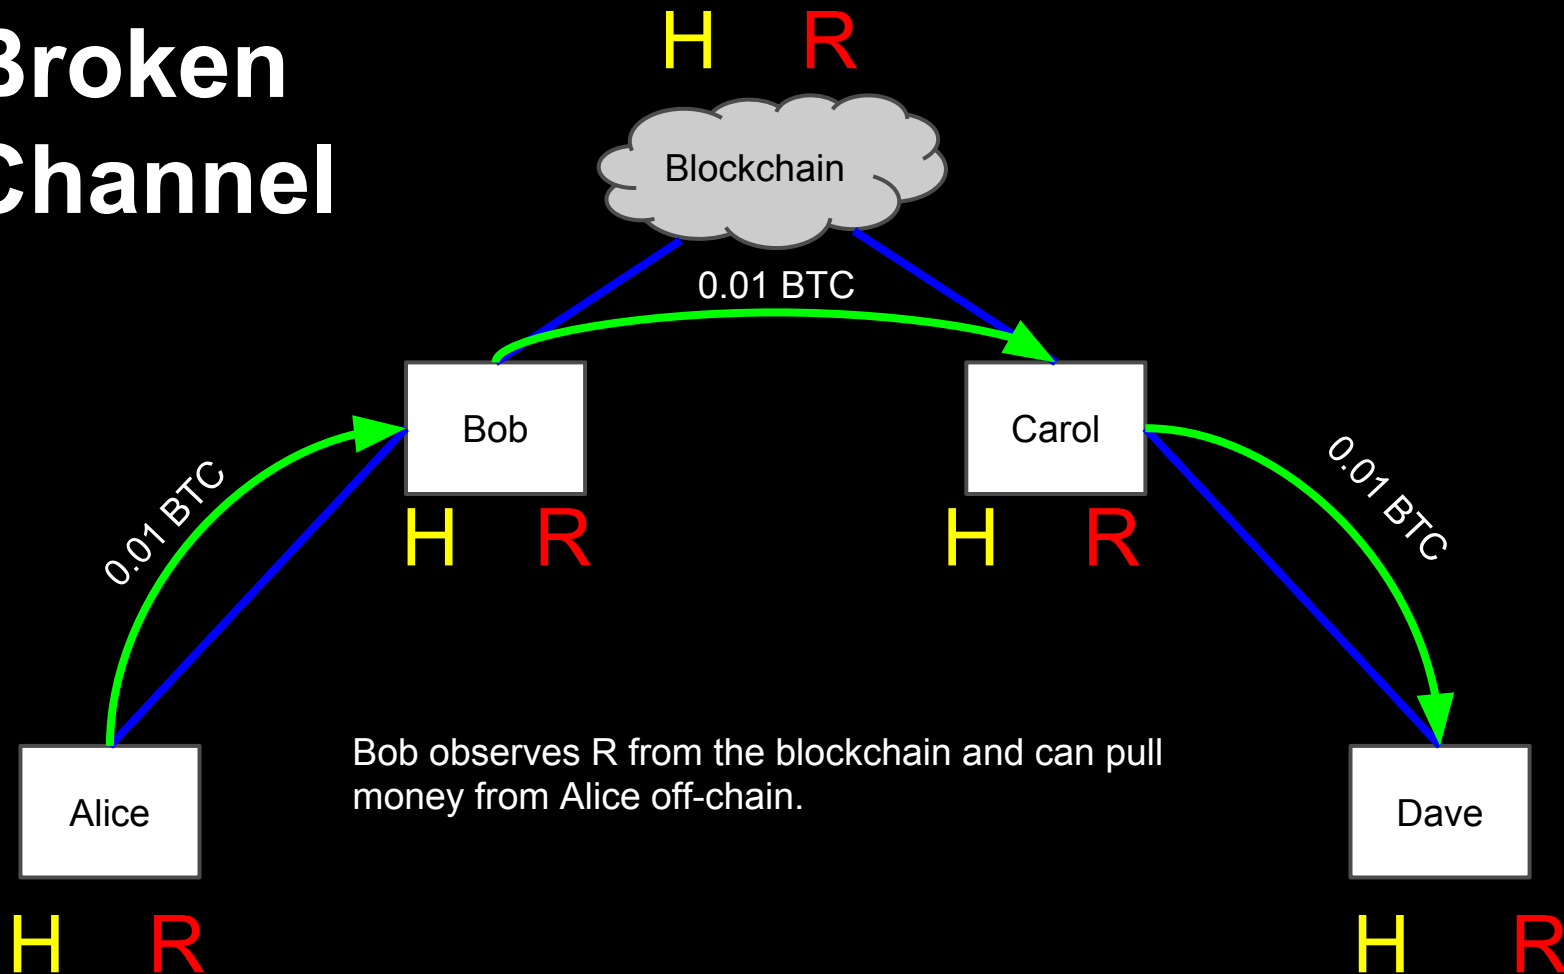 Broken
Channel
H R
Blockchain
0.01 BTC
Bob
Carol
H R
H R
0.01 BTC
0.01 BTC
Bob observes R from the blockchain and can pull
money from Alice off-chain.
Alice
Dave
H R
H R